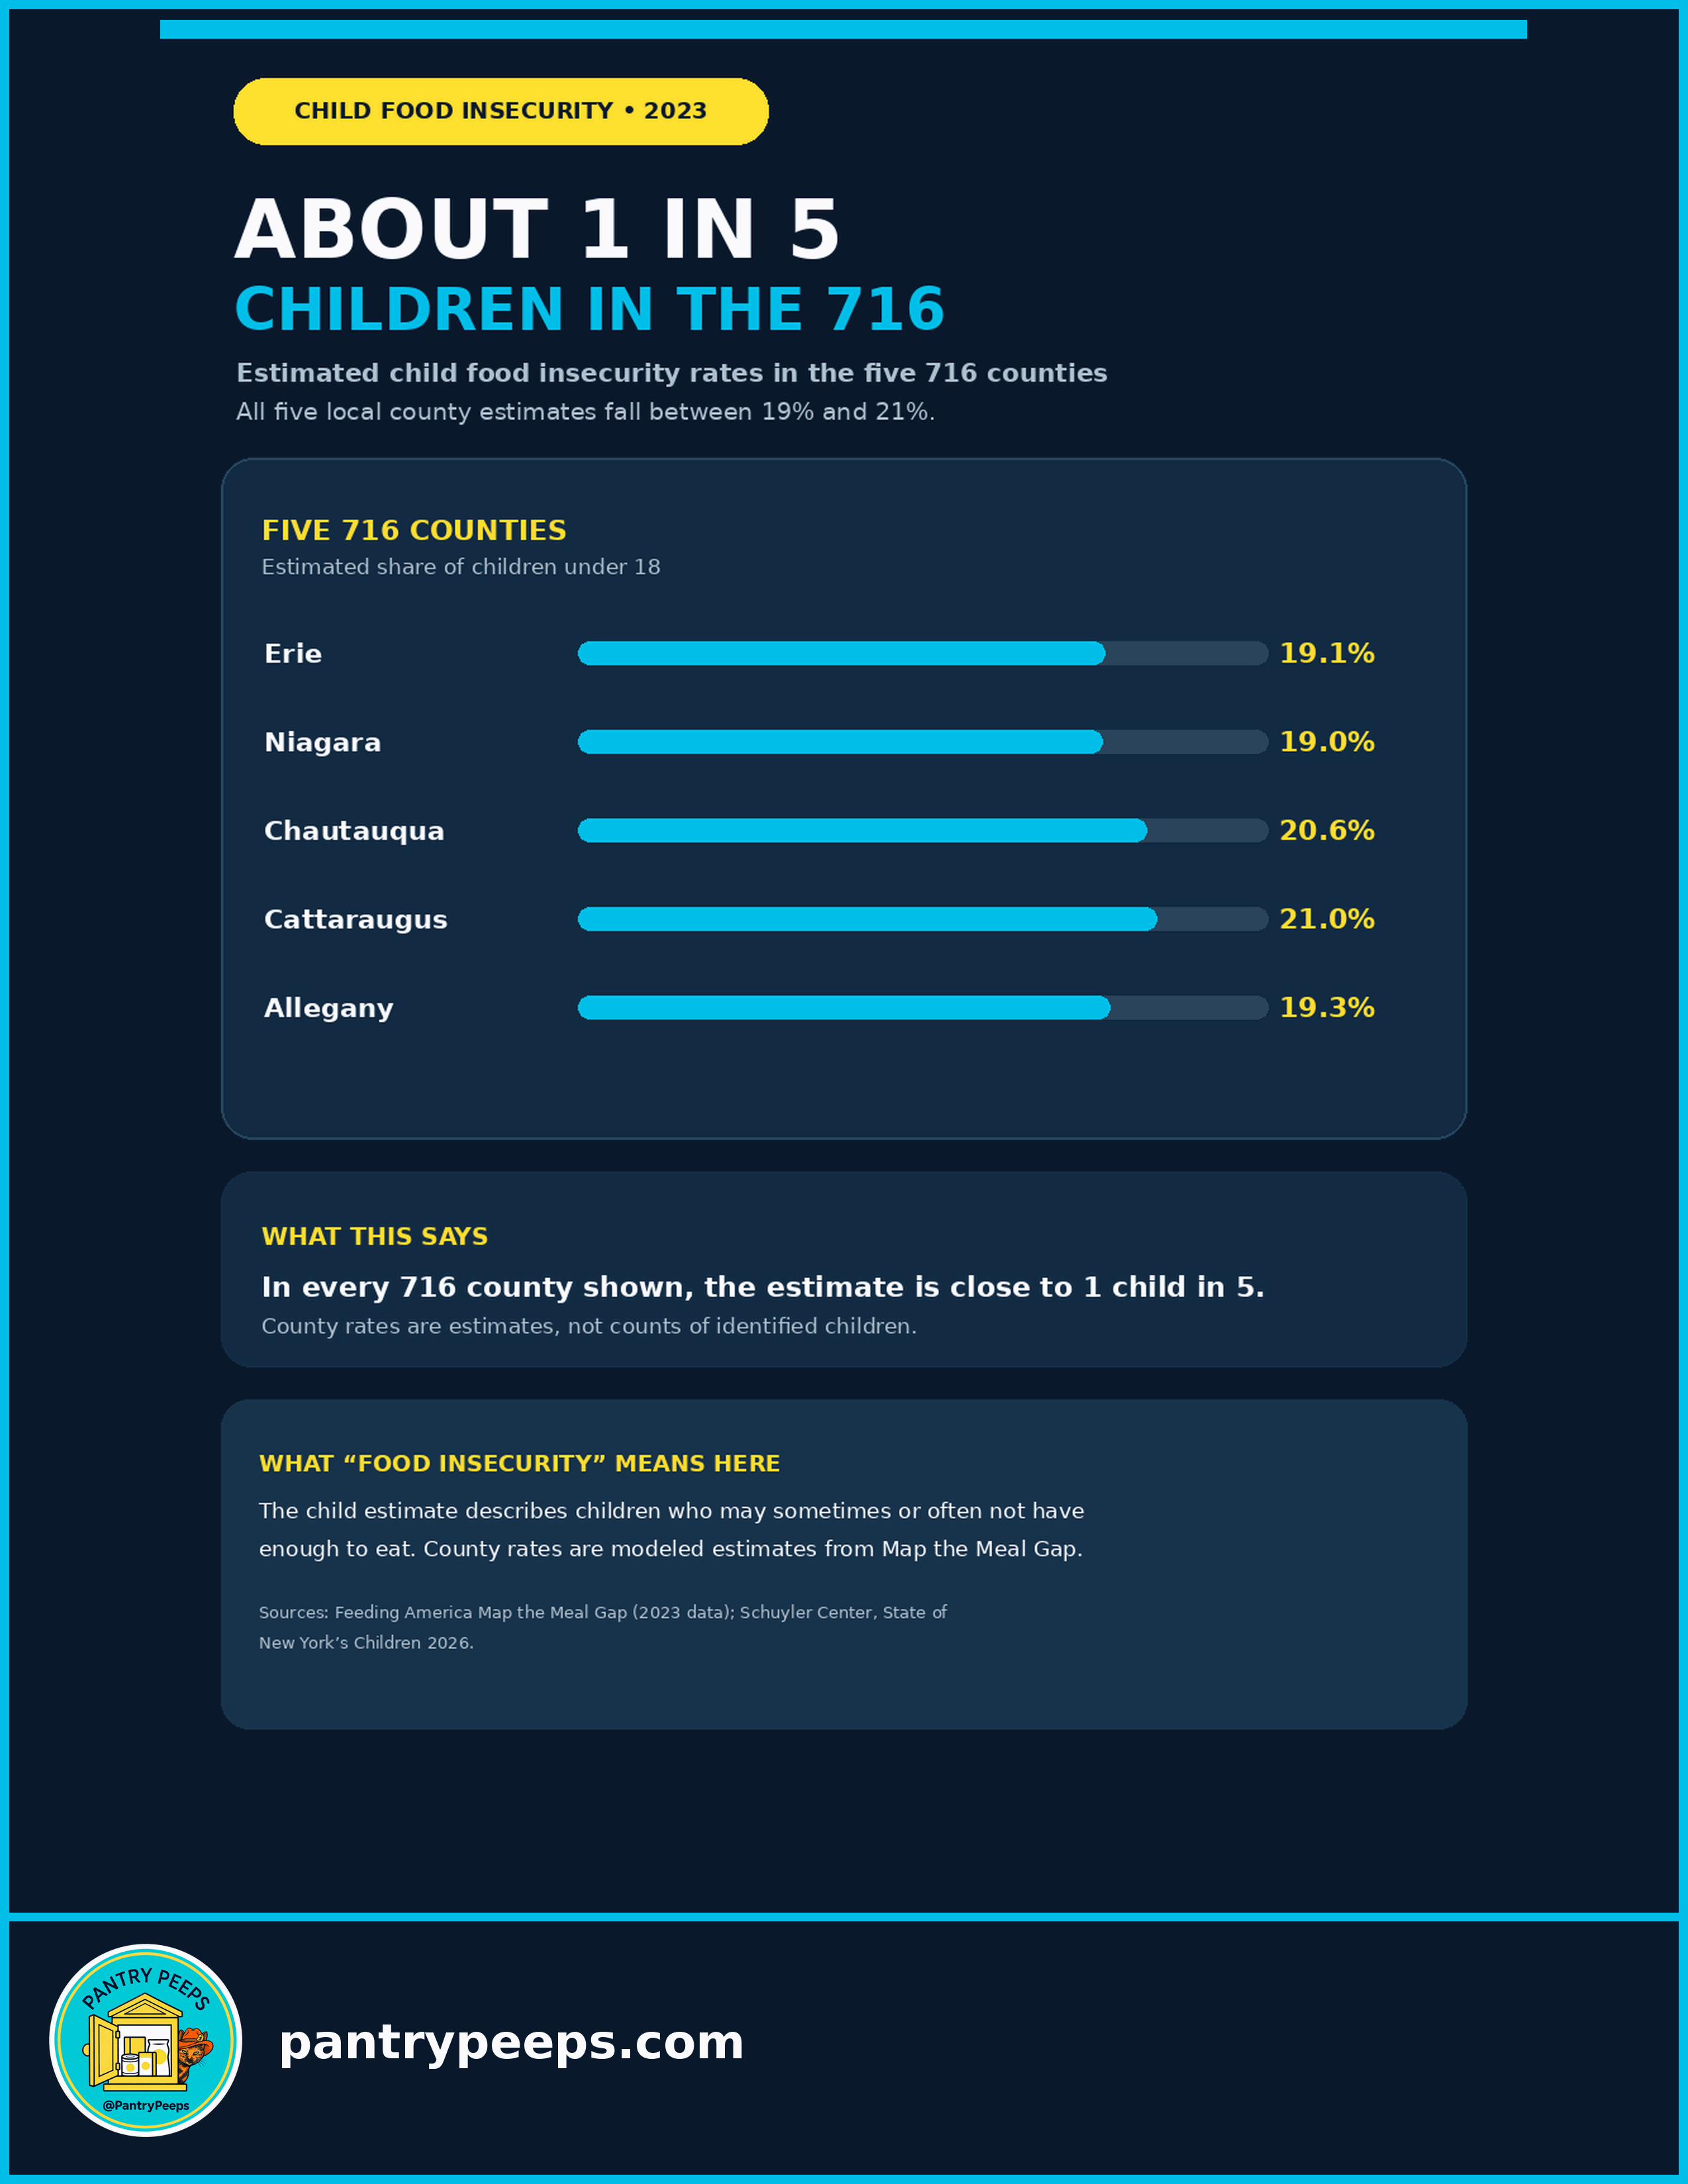 CHILD FOOD INSECURITY • 2023
ABOUT 1 IN 5
CHILDREN IN THE 716
Estimated child food insecurity rates in the five 716 counties
All five local county estimates fall between 19% and 21%.
FIVE 716 COUNTIES
Estimated share of children under 18
Erie 19.1%
Niagara 19.0%
Chautauqua 20.6%
Cattaraugus 21.0%
Allegany 19.3%
WHAT THIS SAYS
In every 716 county shown, the estimate is close to 1 child in 5.
County rates are estimates, not counts of identified children.
WHAT “FOOD INSECURITY” MEANS HERE
The child estimate describes children who may sometimes or often not have
enough to eat. County rates are modeled estimates from Map the Meal Gap.
Sources: Feeding America Map the Meal Gap (2023 data); Schuyler Center, State of
New York’s Children 2026.
PANTRY PEEPS
@PantryPeeps
pantrypeeps.com